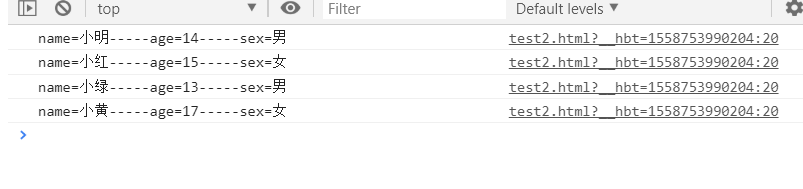 top Filter Default levels
name=小明-----age=14-----sex=男 test2.html?__hbt=1558753990204:20
name=小红-----age=15-----sex=女 test2.html?__hbt=1558753990204:20
name=小绿-----age=13-----sex=男 test2.html?__hbt=1558753990204:20
name=小黄-----age=17-----sex=女 test2.html?__hbt=1558753990204:20